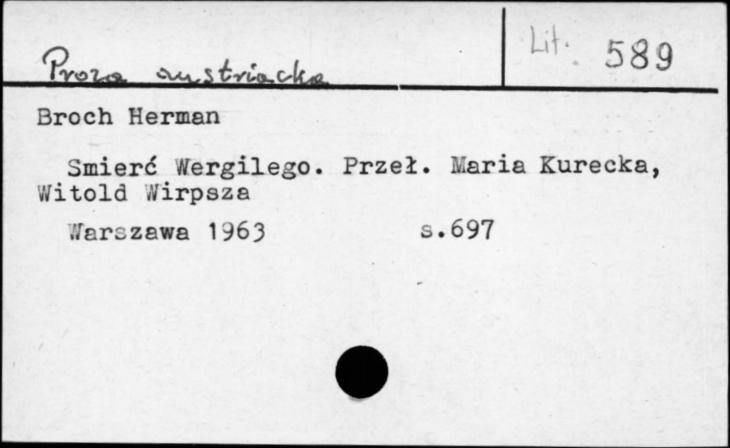 Proza austriacka
Lit. 589
Broch Herman
Smierć Wergilego. Przeł. Maria Kurecka,
Witold Wirpsza
Warszawa 1963 s.697